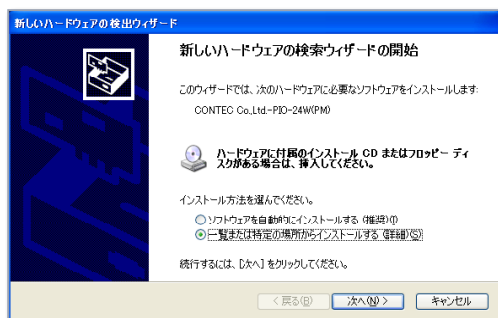 新しいハードウェアの検出ウィザード
新しいハードウェアの検索ウィザードの開始
このウィザードでは、次のハードウェアに必要なソフトウェアをインストールします:
CONTEC Co.,Ltd.-PIO-24W(PM)
ハードウェアに付属のインストール CD またはフロッピー ディ
スクがある場合は、挿入してください。
インストール方法を選んでください。
ソフトウェアを自動的にインストールする (推奨)(I)
一覧または特定の場所からインストールする (詳細)(S)
続行するには、[次へ] をクリックしてください。
< 戻る(B) 次へ(N) > キャンセル